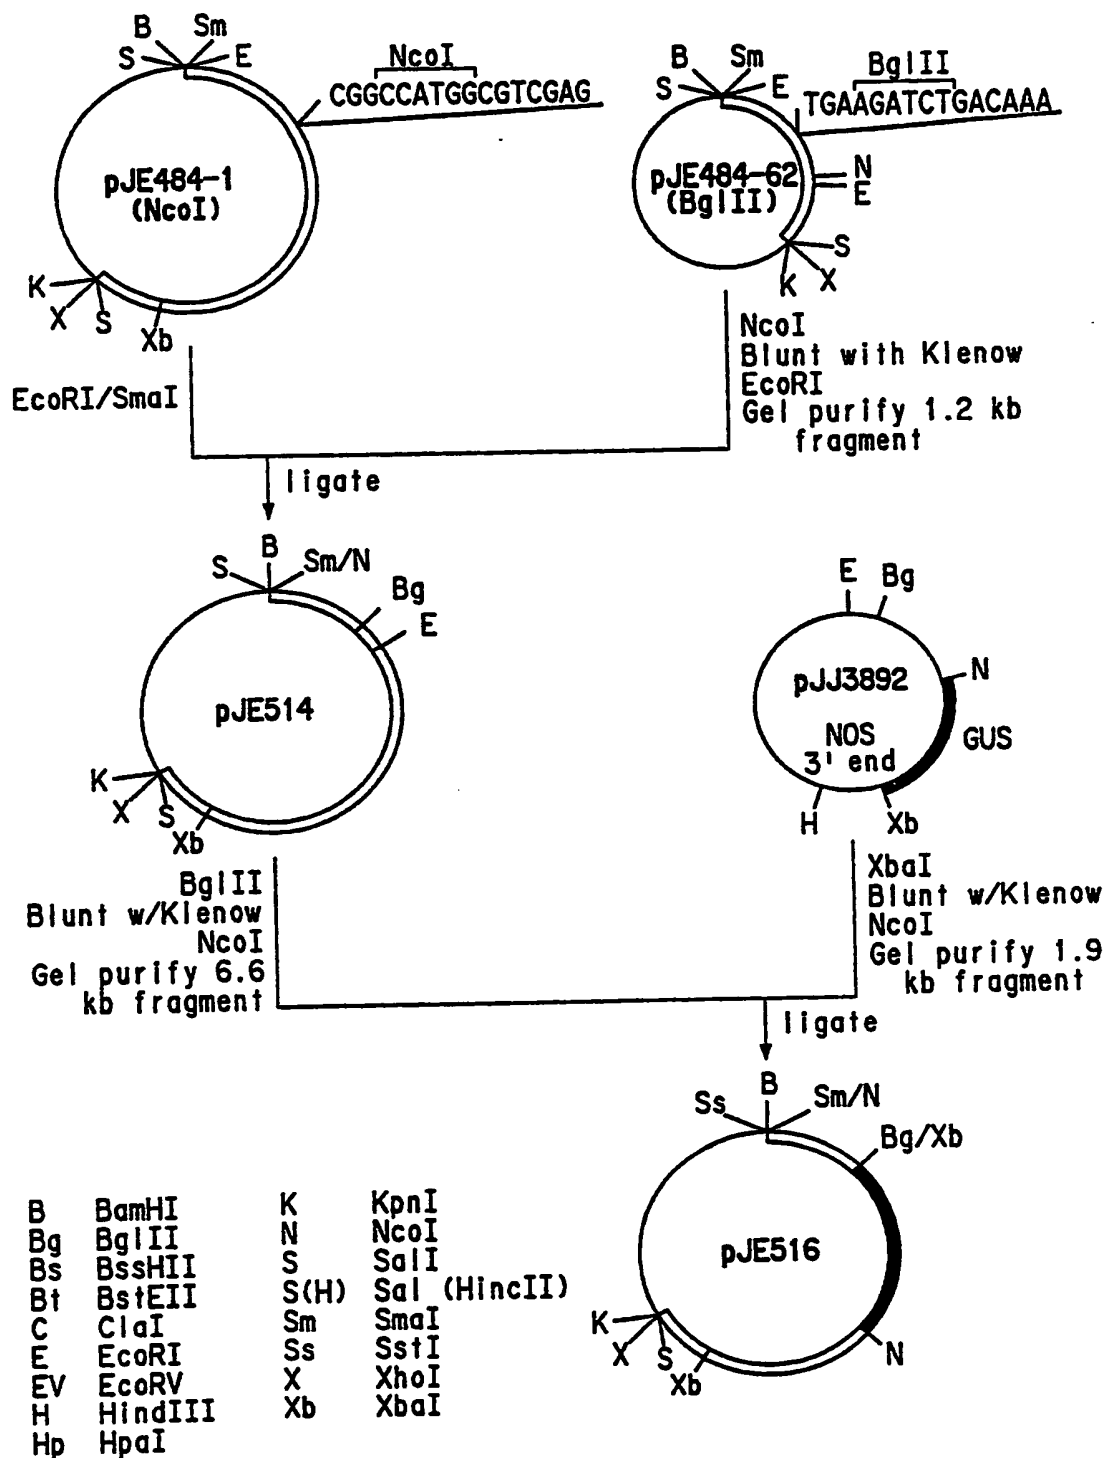 B
Sm
S
E
NcoI
CGGCCATGGCGTCGAG
pJE484-1
(NcoI)
K
X
S
Xb
EcoRI/SmaI
B
Sm
S
E
BglII
TGAAGATCTGACAAA
pJE484-62
(BglII)
N
E
S
X
K
NcoI
Blunt with Klenow
EcoRI
Gel purify 1.2 kb
fragment
ligate
B
S
Sm/N
Bg
E
pJE514
K
X
S
Xb
E
Bg
N
pJJ3892
NOS
3' end
GUS
H
Xb
BglII
Blunt w/Klenow
NcoI
Gel purify 6.6
kb fragment
XbaI
Blunt w/Klenow
NcoI
Gel purify 1.9
kb fragment
ligate
B
Ss
Sm/N
Bg/Xb
pJE516
K
X
S
Xb
N
B BamHI K KpnI
Bg BglII N NcoI
Bs BssHII S SalI
Bt BstEII S(H) Sal (HincII)
C ClaI Sm SmaI
E EcoRI Ss SstI
EV EcoRV X XhoI
H HindIII Xb XbaI
Hp HpaI